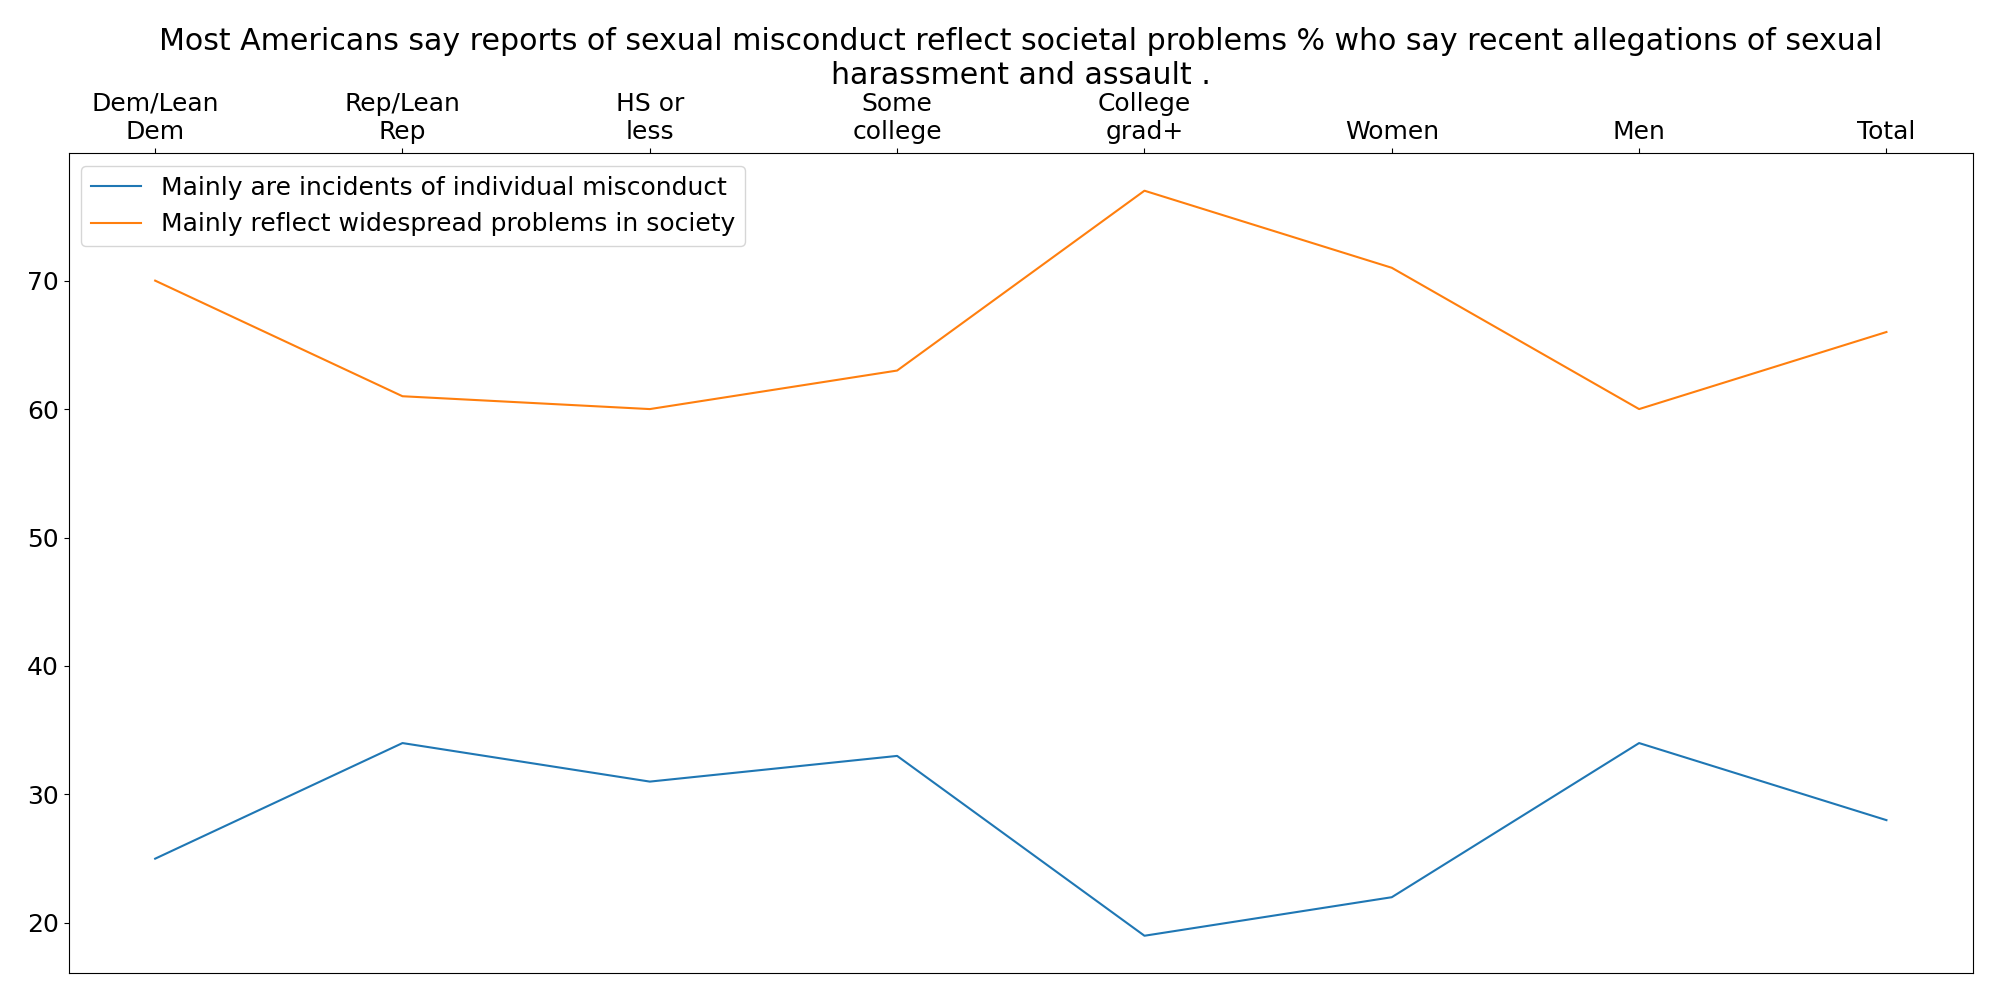 Most Americans say reports of sexual misconduct reflect societal problems % who say recent allegations of sexual
harassment and assault .
Dem/Lean
Dem
Rep/Lean
Rep
HS or
less
Some
college
College
grad+
Women
Men
Total
Mainly are incidents of individual misconduct
Mainly reflect widespread problems in society
70
60
50
40
30
20